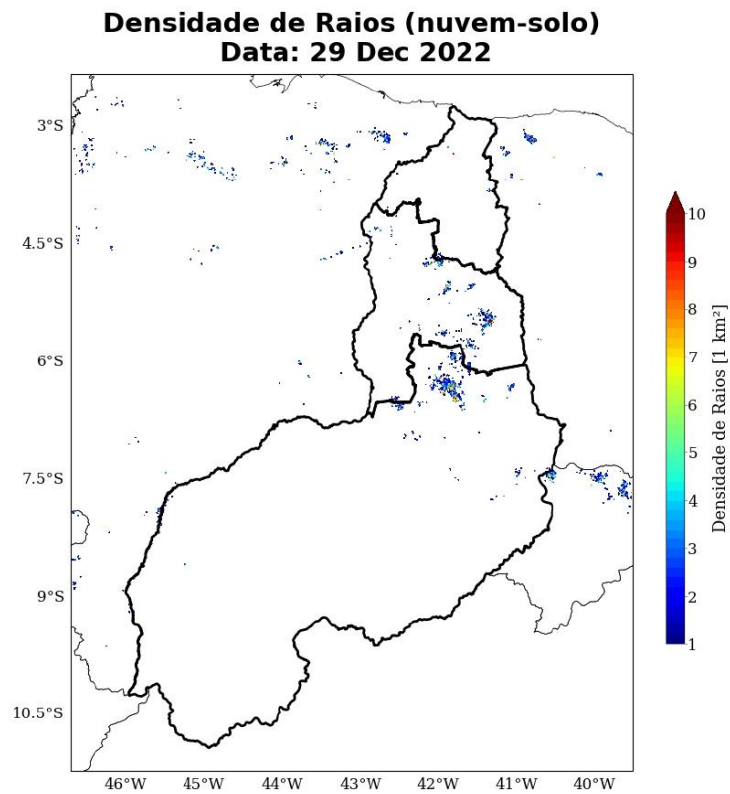 Densidade de Raios (nuvem-solo)
Data: 29 Dec 2022
3°S
4.5°S
6°S
7.5°S
9°S
10.5°S
46°W 45°W 44°W 43°W 42°W 41°W 40°W
10
9
8
7
6
5
4
3
2
1
Densidade de Raios [1 km²]